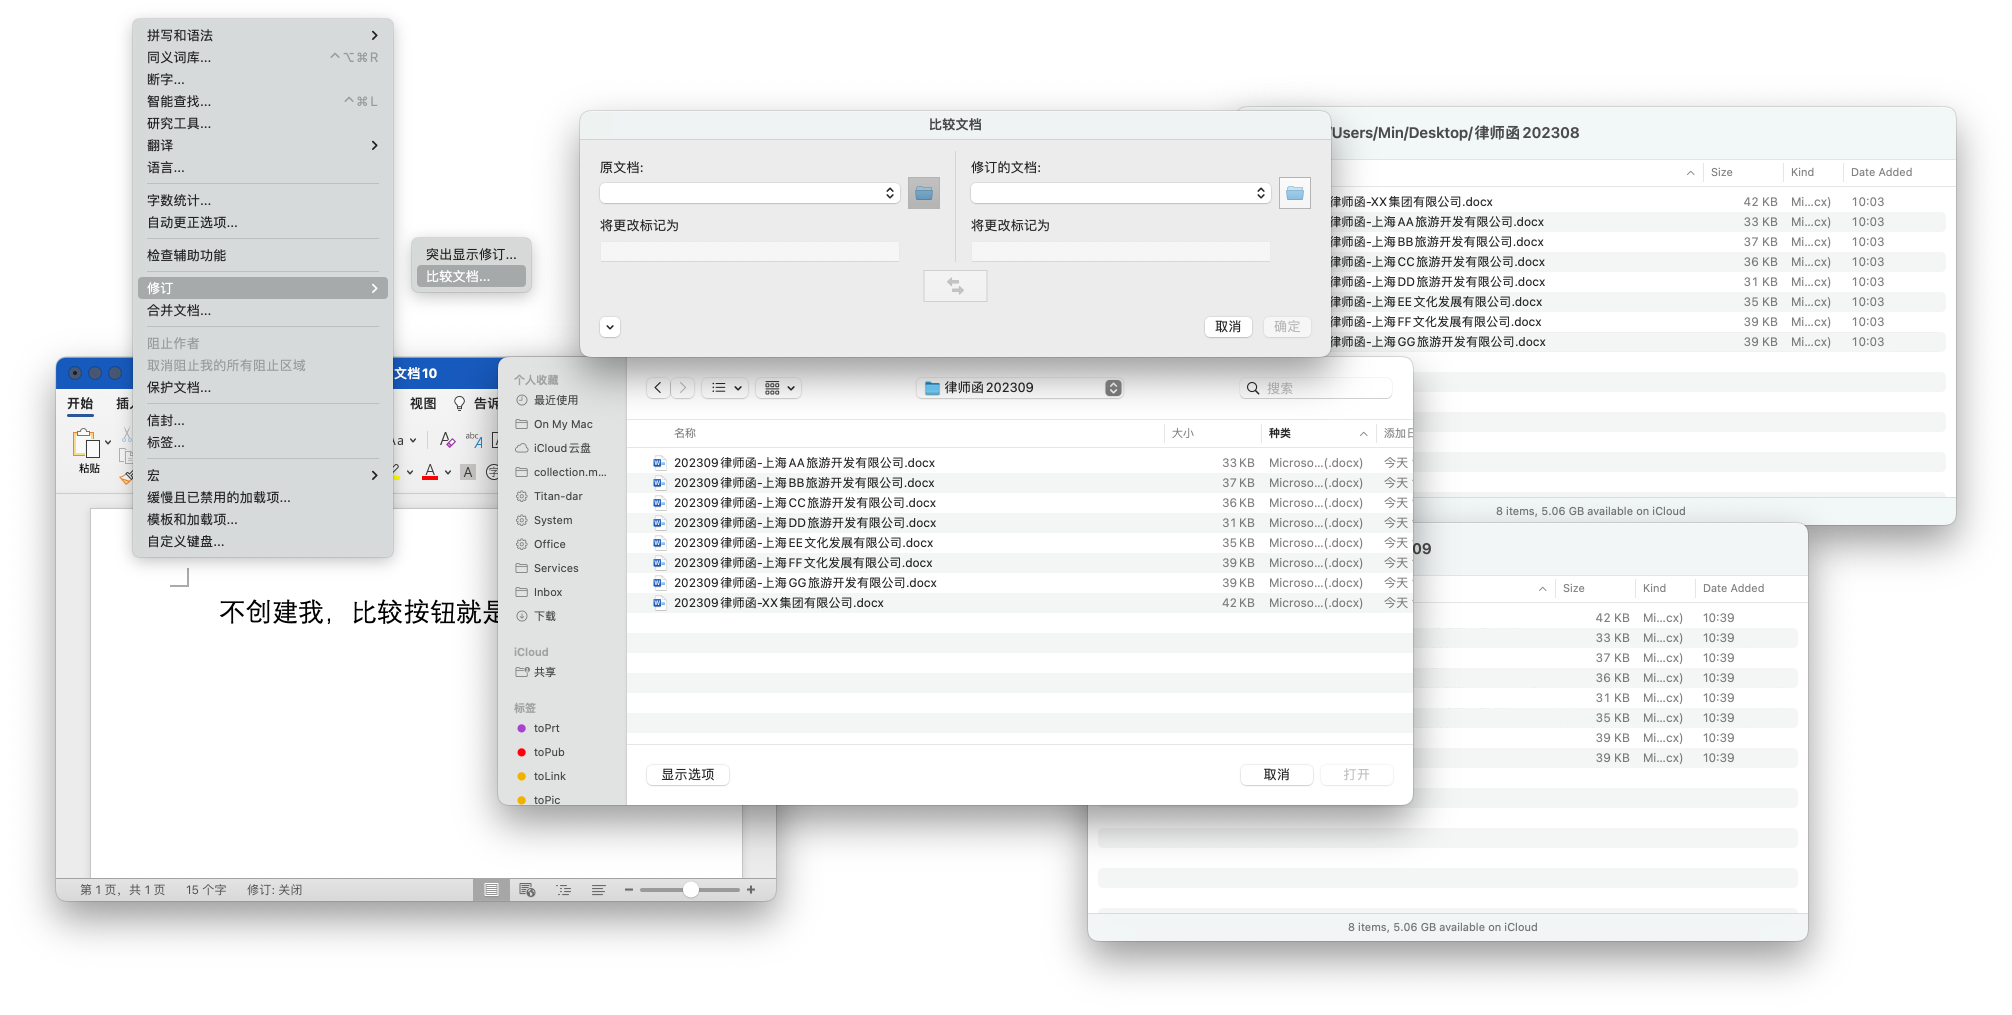 拼写和语法
同义词库... ^⌥⌘R
断字...
智能查找... ^⌘L
研究工具...
翻译
语言...
字数统计...
自动更正选项...
检查辅助功能
修订
合并文档...
阻止作者
取消阻止我的所有阻止区域
保护文档...
信封...
标签...
宏
缓慢且已禁用的加载项...
模板和加载项...
自定义键盘...
突出显示修订...
比较文档...
比较文档
原文档:
将更改标记为
修订的文档:
将更改标记为
取消 确定
/Users/Min/Desktop/律师函202308
Size Kind Date Added
律师函-XX集团有限公司.docx 42 KB Mi...cx) 10:03
律师函-上海AA旅游开发有限公司.docx 33 KB Mi...cx) 10:03
律师函-上海BB旅游开发有限公司.docx 37 KB Mi...cx) 10:03
律师函-上海CC旅游开发有限公司.docx 36 KB Mi...cx) 10:03
律师函-上海DD旅游开发有限公司.docx 31 KB Mi...cx) 10:03
律师函-上海EE文化发展有限公司.docx 35 KB Mi...cx) 10:03
律师函-上海FF文化发展有限公司.docx 39 KB Mi...cx) 10:03
律师函-上海GG旅游开发有限公司.docx 39 KB Mi...cx) 10:03
8 items, 5.06 GB available on iCloud
文档10
开始 插 视图 告诉
粘贴
Aa A abc A A
A A 字
不创建我，比较按钮就是
第1页，共1页 15个字 修订: 关闭
个人收藏
最近使用
On My Mac
iCloud云盘
collection.m...
Titan-dar
System
Office
Services
Inbox
下载
iCloud
共享
标签
toPrt
toPub
toLink
toPic
律师函202309
搜索
名称 大小 种类 添加日
202309律师函-上海AA旅游开发有限公司.docx 33 KB Microso...(.docx) 今天
202309律师函-上海BB旅游开发有限公司.docx 37 KB Microso...(.docx) 今天
202309律师函-上海CC旅游开发有限公司.docx 36 KB Microso...(.docx) 今天
202309律师函-上海DD旅游开发有限公司.docx 31 KB Microso...(.docx) 今天
202309律师函-上海EE文化发展有限公司.docx 35 KB Microso...(.docx) 今天
202309律师函-上海FF文化发展有限公司.docx 39 KB Microso...(.docx) 今天
202309律师函-上海GG旅游开发有限公司.docx 39 KB Microso...(.docx) 今天
202309律师函-XX集团有限公司.docx 42 KB Microso...(.docx) 今天
显示选项 取消 打开
09
Size Kind Date Added
42 KB Mi...cx) 10:39
33 KB Mi...cx) 10:39
37 KB Mi...cx) 10:39
36 KB Mi...cx) 10:39
31 KB Mi...cx) 10:39
35 KB Mi...cx) 10:39
39 KB Mi...cx) 10:39
39 KB Mi...cx) 10:39
8 items, 5.06 GB available on iCloud